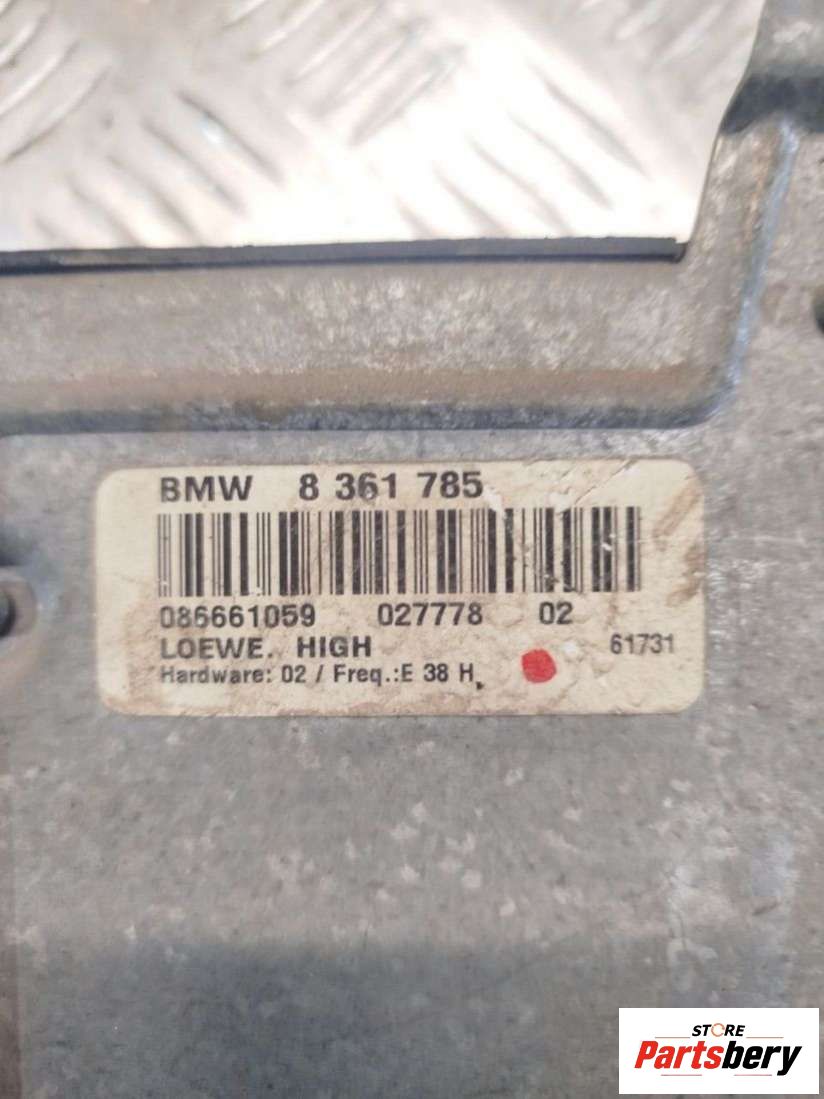 BMW 8 361 785
086661059 027778 02
LOEWE. HIGH 61731
Hardware: 02 / Freq.:E 38 H
STORE
Partsbery